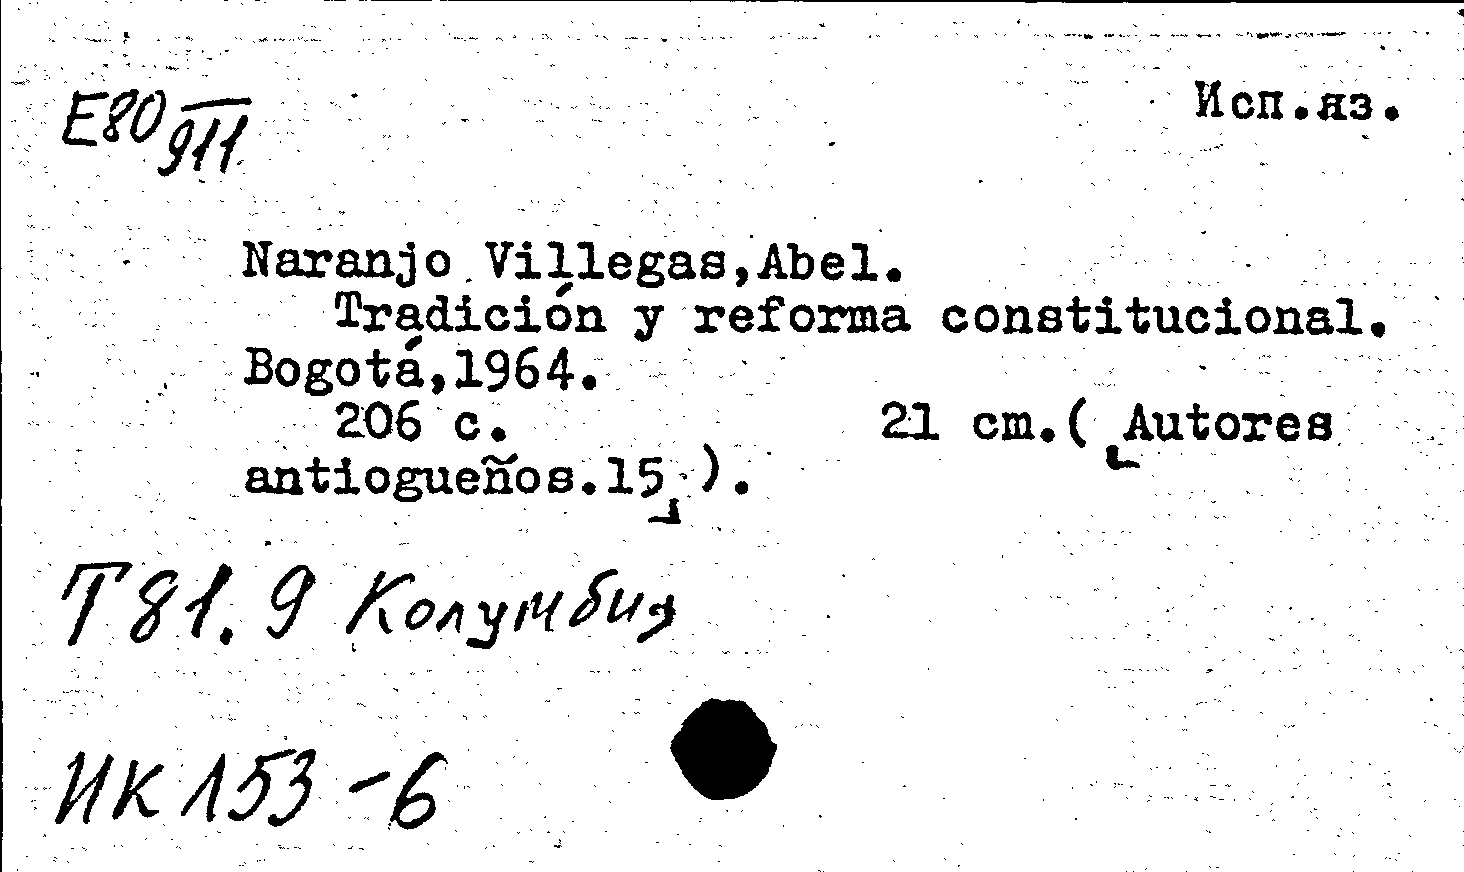 E80 911
Исп.яз.
Naranjo Villegas,Abel.
Tradición y reforma constitucional.
Bogotá,1964.
206 c. 21 cm.( Autores
antiogueños.15 ).
Т81.9 Колумбия
ИК 153-6